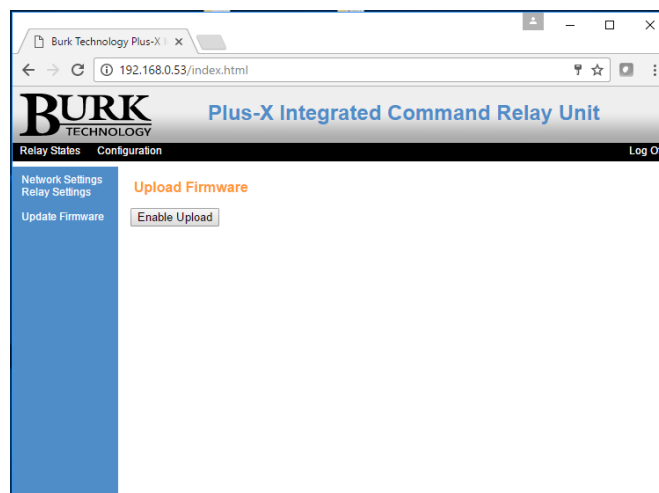 Burk Technology Plus-X I
192.168.0.53/index.html
BURK
TECHNOLOGY
Plus-X Integrated Command Relay Unit
Relay States Configuration
Network Settings
Relay Settings
Update Firmware
Upload Firmware
Enable Upload